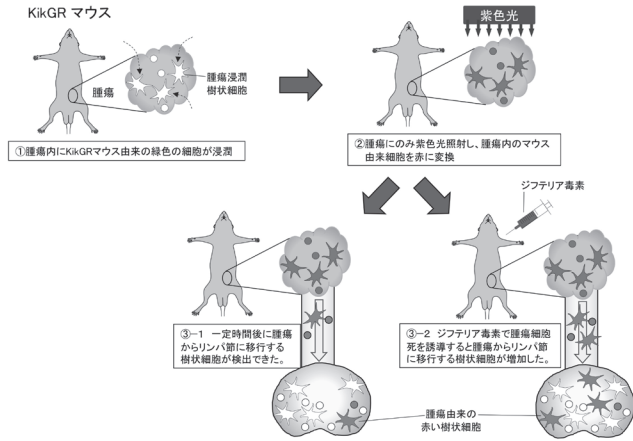 KikGR マウス
腫瘍
腫瘍浸潤
樹状細胞
①腫瘍内にKikGRマウス由来の緑色の細胞が浸潤
紫色光
②腫瘍にのみ紫色光照射し、腫瘍内のマウス
由来細胞を赤に変換
ジフテリア毒素
③-1 一定時間後に腫瘍
からリンパ節に移行する
樹状細胞が検出できた。
③-2 ジフテリア毒素で腫瘍細胞
死を誘導すると腫瘍からリンパ節
に移行する樹状細胞が増加した。
腫瘍由来の
赤い樹状細胞